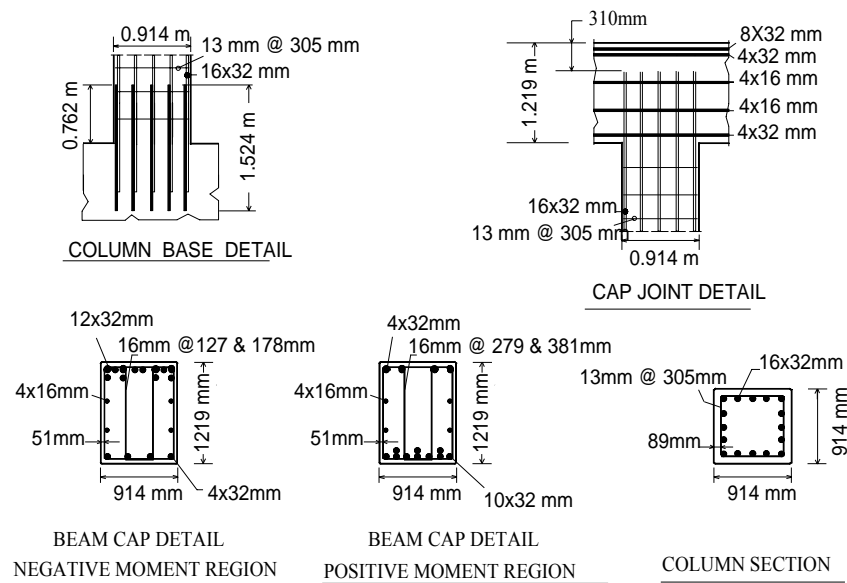 0.914 m
13 mm @ 305 mm
16x32 mm
0.762 m
1.524 m
COLUMN BASE DETAIL
310mm
8X32 mm
4x32 mm
4x16 mm
4x16 mm
4x32 mm
1.219 m
16x32 mm
13 mm @ 305 mm
0.914 m
CAP JOINT DETAIL
12x32mm
16mm @127 & 178mm
4x16mm
51mm
1219 mm
914 mm
4x32mm
BEAM CAP DETAIL
NEGATIVE MOMENT REGION
4x32mm
16mm @ 279 & 381mm
4x16mm
51mm
1219 mm
914 mm
10x32 mm
BEAM CAP DETAIL
POSITIVE MOMENT REGION
16x32mm
13mm @ 305mm
89mm
914 mm
914 mm
COLUMN SECTION